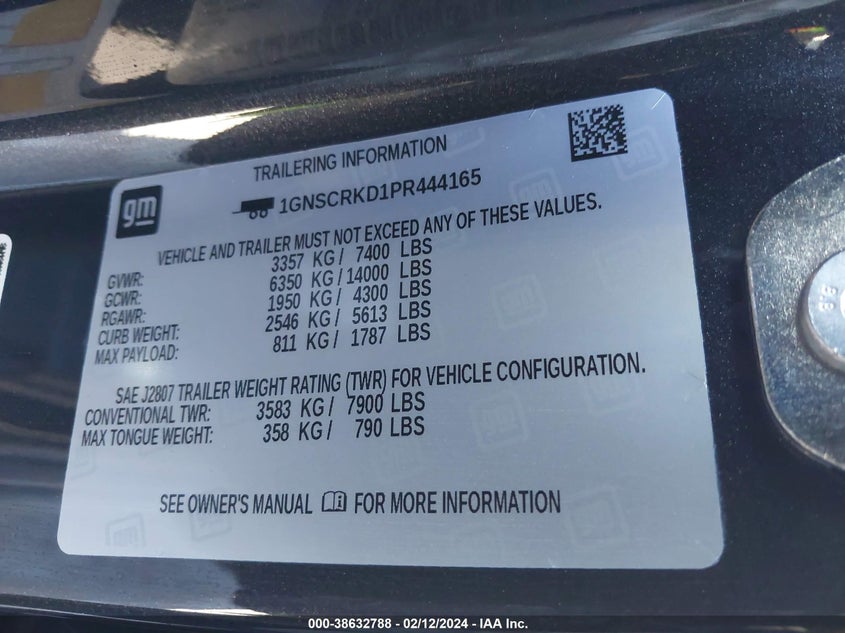 TRAILERING INFORMATION
gm
1GNSCRKD1PR444165
VEHICLE AND TRAILER MUST NOT EXCEED ANY OF THESE VALUES.
GVWR: 3357 KG / 7400 LBS
GCWR: 6350 KG / 14000 LBS
RGAWR: 1950 KG / 4300 LBS
CURB WEIGHT: 2546 KG / 5613 LBS
MAX PAYLOAD: 811 KG / 1787 LBS
SAE J2807 TRAILER WEIGHT RATING (TWR) FOR VEHICLE CONFIGURATION.
CONVENTIONAL TWR: 3583 KG / 7900 LBS
MAX TONGUE WEIGHT: 358 KG / 790 LBS
SEE OWNER'S MANUAL FOR MORE INFORMATION
000-38632788 - 02/12/2024 - IAA Inc.